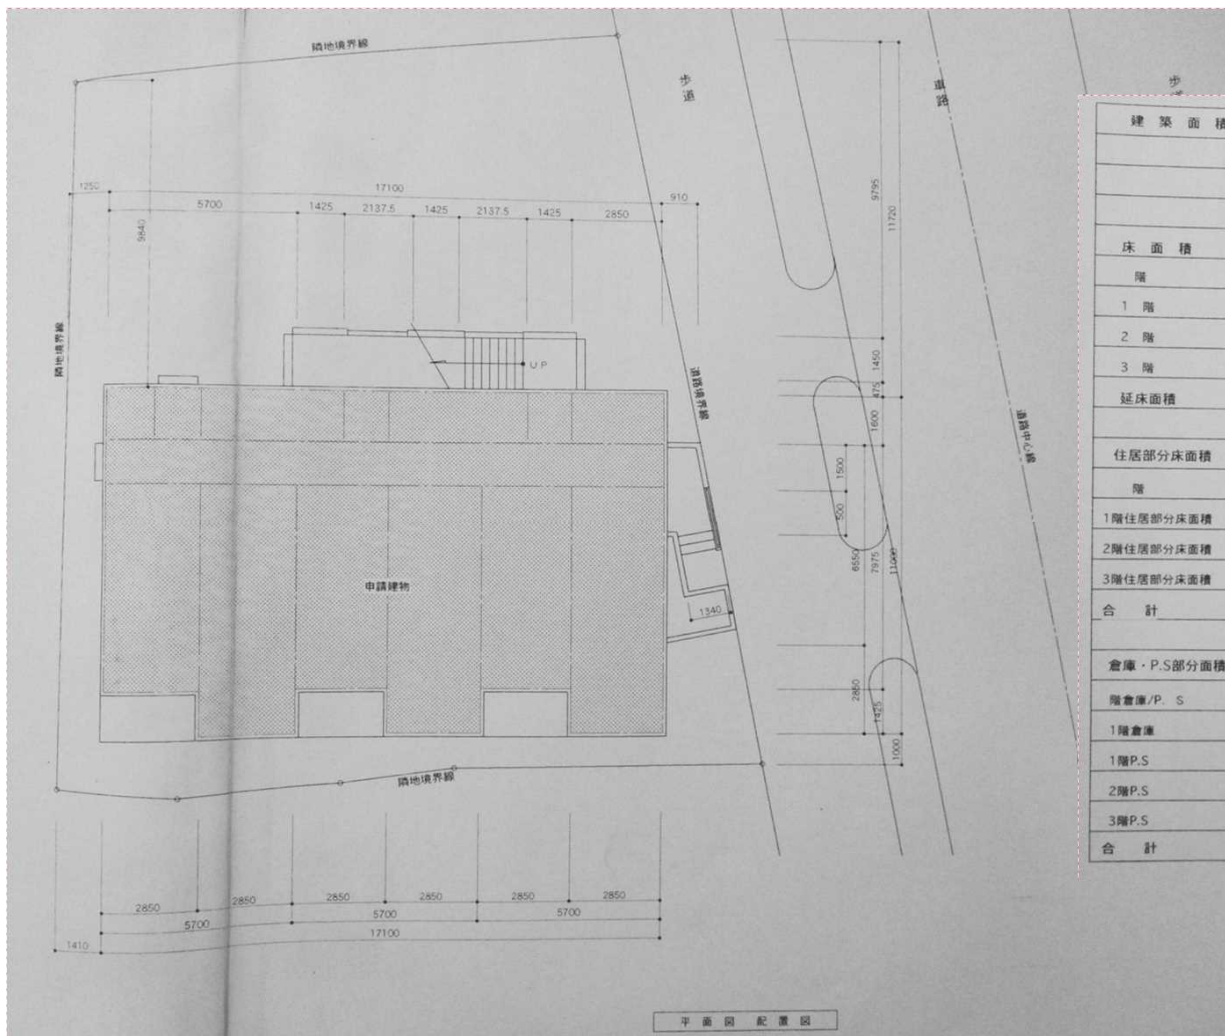 隣地境界線
歩道
車路
歩道
17100
1250
910
5700
1425
2137.5
1425
2137.5
1425
2850
9840
9795
11720
隣地境界線
UP
道路境界線
道路中心線
1450
475
1600
1500
500
6550
7975
11000
申請建物
1340
2850
1425
1000
隣地境界線
2850
2850
2850
2850
2850
2850
5700
5700
5700
17100
1410
平面図 配置図
建築面積
床面積
階
1 階
2 階
3 階
延床面積
住居部分床面積
階
1階住居部分床面積
2階住居部分床面積
3階住居部分床面積
合 計
倉庫・P.S部分面積
階倉庫/P. S
1階倉庫
1階P.S
2階P.S
3階P.S
合 計